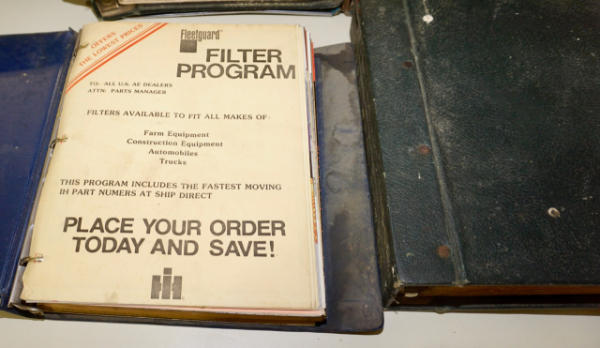 OFFERS
THE LOWEST PRICES
Fleetguard
FILTER
PROGRAM
TO: ALL U.S. AE DEALERS
ATTN: PARTS MANAGER
FILTERS AVAILABLE TO FIT ALL MAKES OF:
Farm Equipment
Construction Equipment
Automobiles
Trucks
THIS PROGRAM INCLUDES THE FASTEST MOVING
IH PART NUMERS AT SHIP DIRECT
PLACE YOUR ORDER
TODAY AND SAVE!
IH